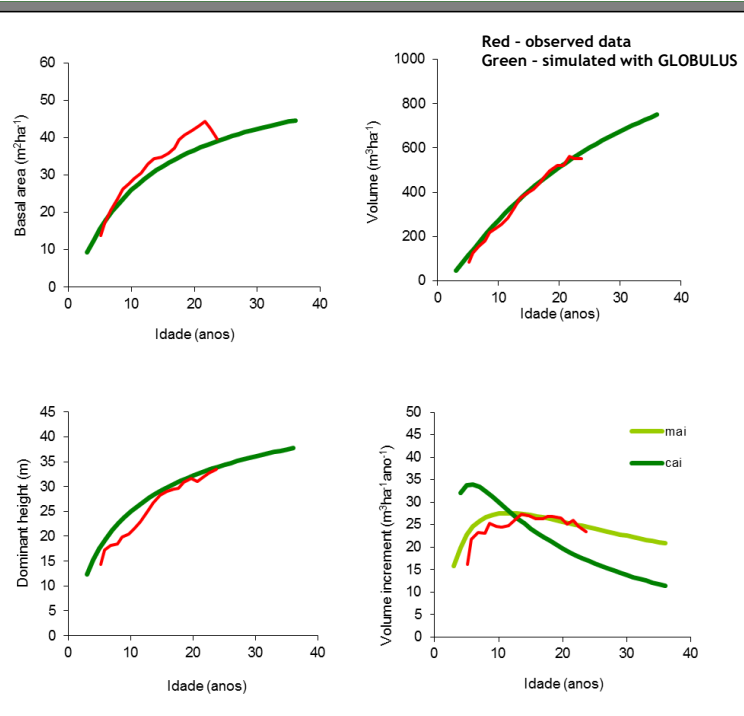 Red – observed data
Green – simulated with GLOBULUS
Basal area (m²ha⁻¹)
60
50
40
30
20
10
0
0 10 20 30 40
Idade (anos)
Volume (m³ha⁻¹)
1000
800
600
400
200
0
0 10 20 30 40
Idade (anos)
Dominant height (m)
45
40
35
30
25
20
15
10
5
0
0 10 20 30 40
Idade (anos)
Volume increment (m³ha⁻¹ano⁻¹)
50
45
40
35
30
25
20
15
10
5
0
mai
cai
0 10 20 30 40
Idade (anos)